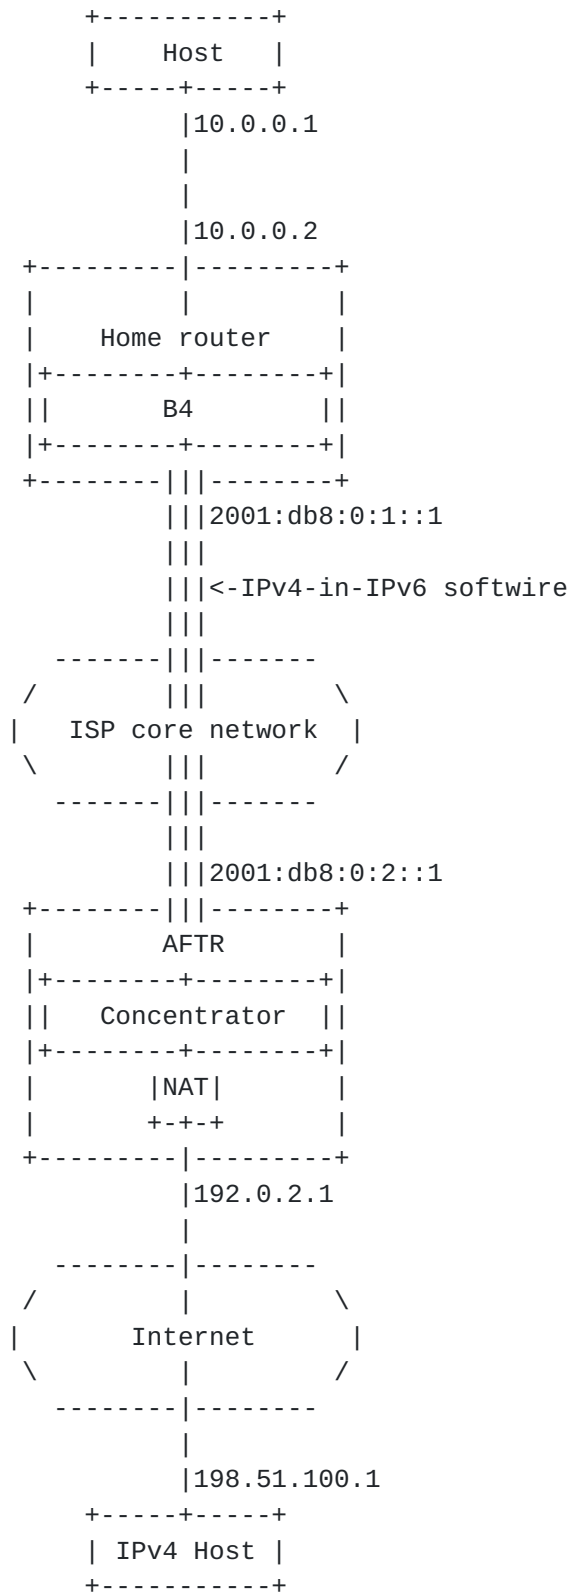 Host
10.0.0.1
10.0.0.2
Home router
B4
2001:db8:0:1::1
<-IPv4-in-IPv6 softwire
ISP core network
2001:db8:0:2::1
AFTR
Concentrator
NAT
192.0.2.1
Internet
198.51.100.1
IPv4 Host